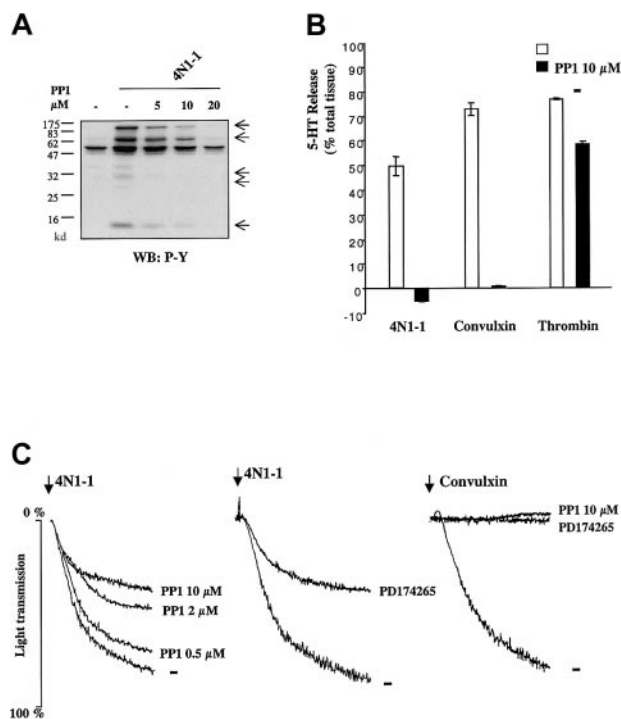 A
4N1-1
PP1
µM
- - 5 10 20
175
83
62
47
32
25
16
kd
WB: P-Y
B
5-HT Release
(% total tissue)
100
90
80
70
60
50
40
30
20
10
0
-10
-
PP1 10 µM
4N1-1 Convulxin Thrombin
C
4N1-1
4N1-1
Convulxin
0 %
Light transmission
100 %
PP1 10 µM
PP1 2 µM
PP1 0.5 µM
-
PD174265
-
PP1 10 µM
PD174265
-